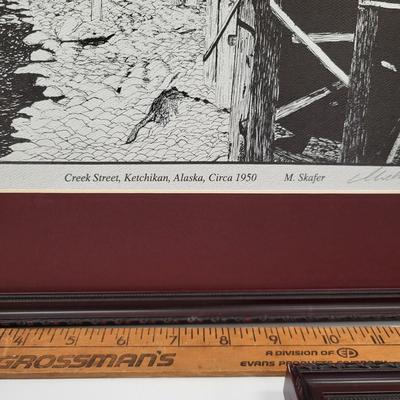 Creek Street, Ketchikan, Alaska, Circa 1950 M. Skafer
4 5 6 7 8 9 10 11
GROSSMAN'S
A DIVISION OF
EVANS PRODUCTS COMPANY